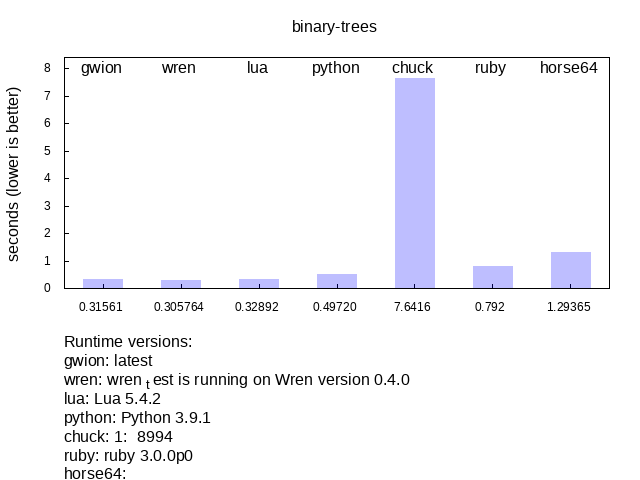 binary-trees
seconds (lower is better)
8 gwion wren lua python chuck ruby horse64
7
6
5
4
3
2
1
0
0.31561 0.305764 0.32892 0.49720 7.6416 0.792 1.29365
Runtime versions:
gwion: latest
wren: wren t est is running on Wren version 0.4.0
lua: Lua 5.4.2
python: Python 3.9.1
chuck: 1:  8994
ruby: ruby 3.0.0p0
horse64: